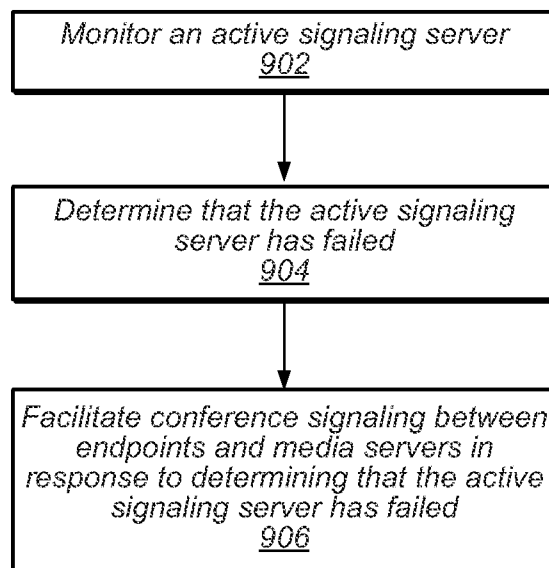 Monitor an active signaling server
902
Determine that the active signaling
server has failed
904
Facilitate conference signaling between
endpoints and media servers in
response to determining that the active
signaling server has failed
906